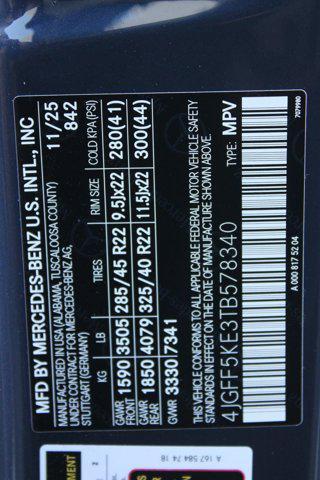 MFD BY MERCEDES-BENZ U.S. INTL., INC
MANUFACTURED IN USA (ALABAMA, TUSCALOOSA COUNTY)
FOR MERCEDES-BENZ AG,
STUTTGART (GERMANY)
11/25
842
KG LB TIRES RIM SIZE COLD KPA(PSI)
GAWR FRONT 1590 3505 285/45 R22 9.5Jx22 280(41)
GAWR REAR 1850 4079 325/40 R22 11.5Jx22 300(44)
GAWR 3330 7341
THIS VEHICLE CONFORMS TO ALL APPLICABLE FEDERAL MOTOR VEHICLE SAFETY
STANDARDS IN EFFECT ON THE DATE OF MANUFACTURE SHOWN ABOVE.
4JGFF5KE3TB578340 TYPE: MPV
A 000 817 52 04
7079980
A 167 584 74 18